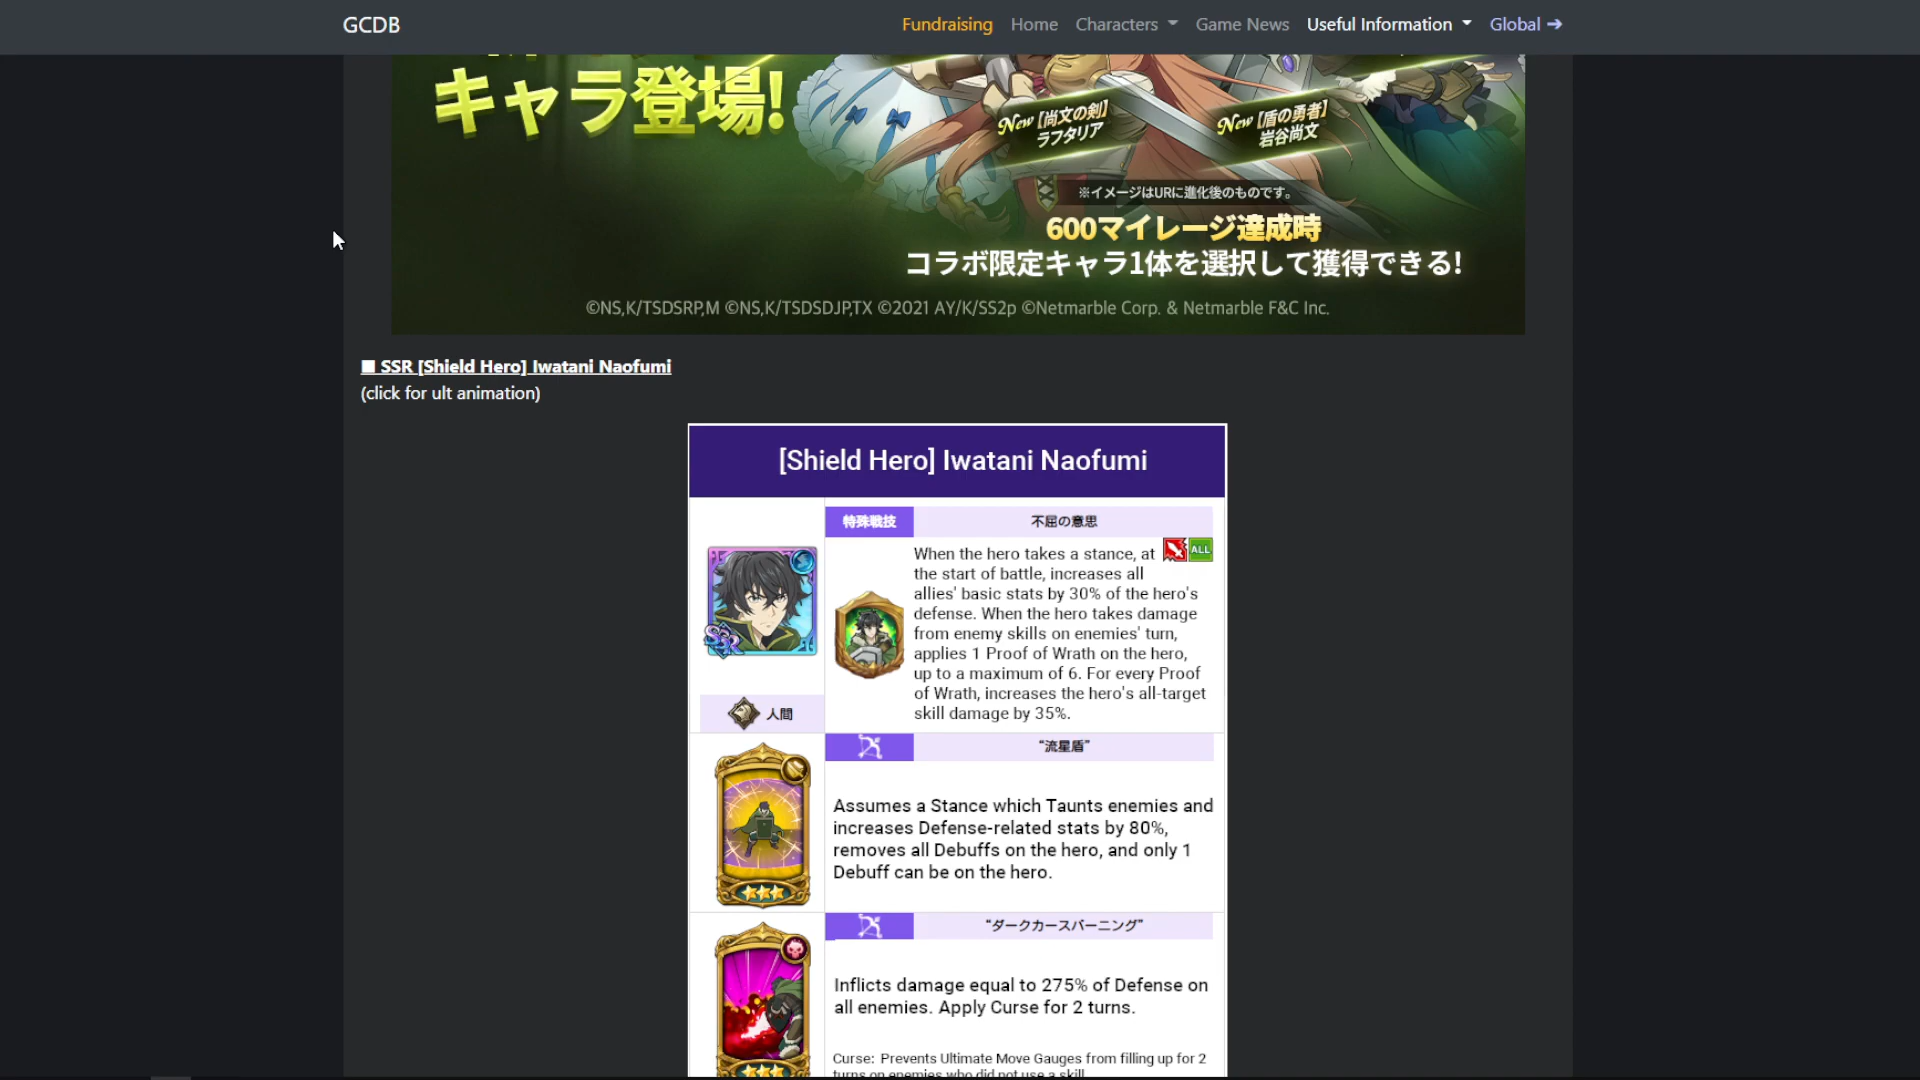 GCDB
Fundraising Home Characters Game News Useful Information Global ➔
キャラ登場!
New【尚文の剣】
ラフタリア
New【盾の勇者】
岩谷尚文
※イメージはURに進化後のものです。
600マイレージ達成時
コラボ限定キャラ1体を選択して獲得できる!
©NS,K/TSDSRP,M ©NS,K/TSDSDJP,TX ©2021 AY/K/SS2p ©Netmarble Corp. & Netmarble F&C Inc.
■ SSR [Shield Hero] Iwatani Naofumi
(click for ult animation)
[Shield Hero] Iwatani Naofumi
特殊戦技 不屈の意思
When the hero takes a stance, at
ALL
the start of battle, increases all
allies' basic stats by 30% of the hero's
defense. When the hero takes damage
from enemy skills on enemies' turn,
applies 1 Proof of Wrath on the hero,
up to a maximum of 6. For every Proof
of Wrath, increases the hero's all-target
skill damage by 35%.
SSR
人間
“流星盾”
Assumes a Stance which Taunts enemies and
increases Defense-related stats by 80%,
removes all Debuffs on the hero, and only 1
Debuff can be on the hero.
“ダークカースバーニング”
Inflicts damage equal to 275% of Defense on
all enemies. Apply Curse for 2 turns.
Curse: Prevents Ultimate Move Gauges from filling up for 2
turns on enemies who did not use a skill